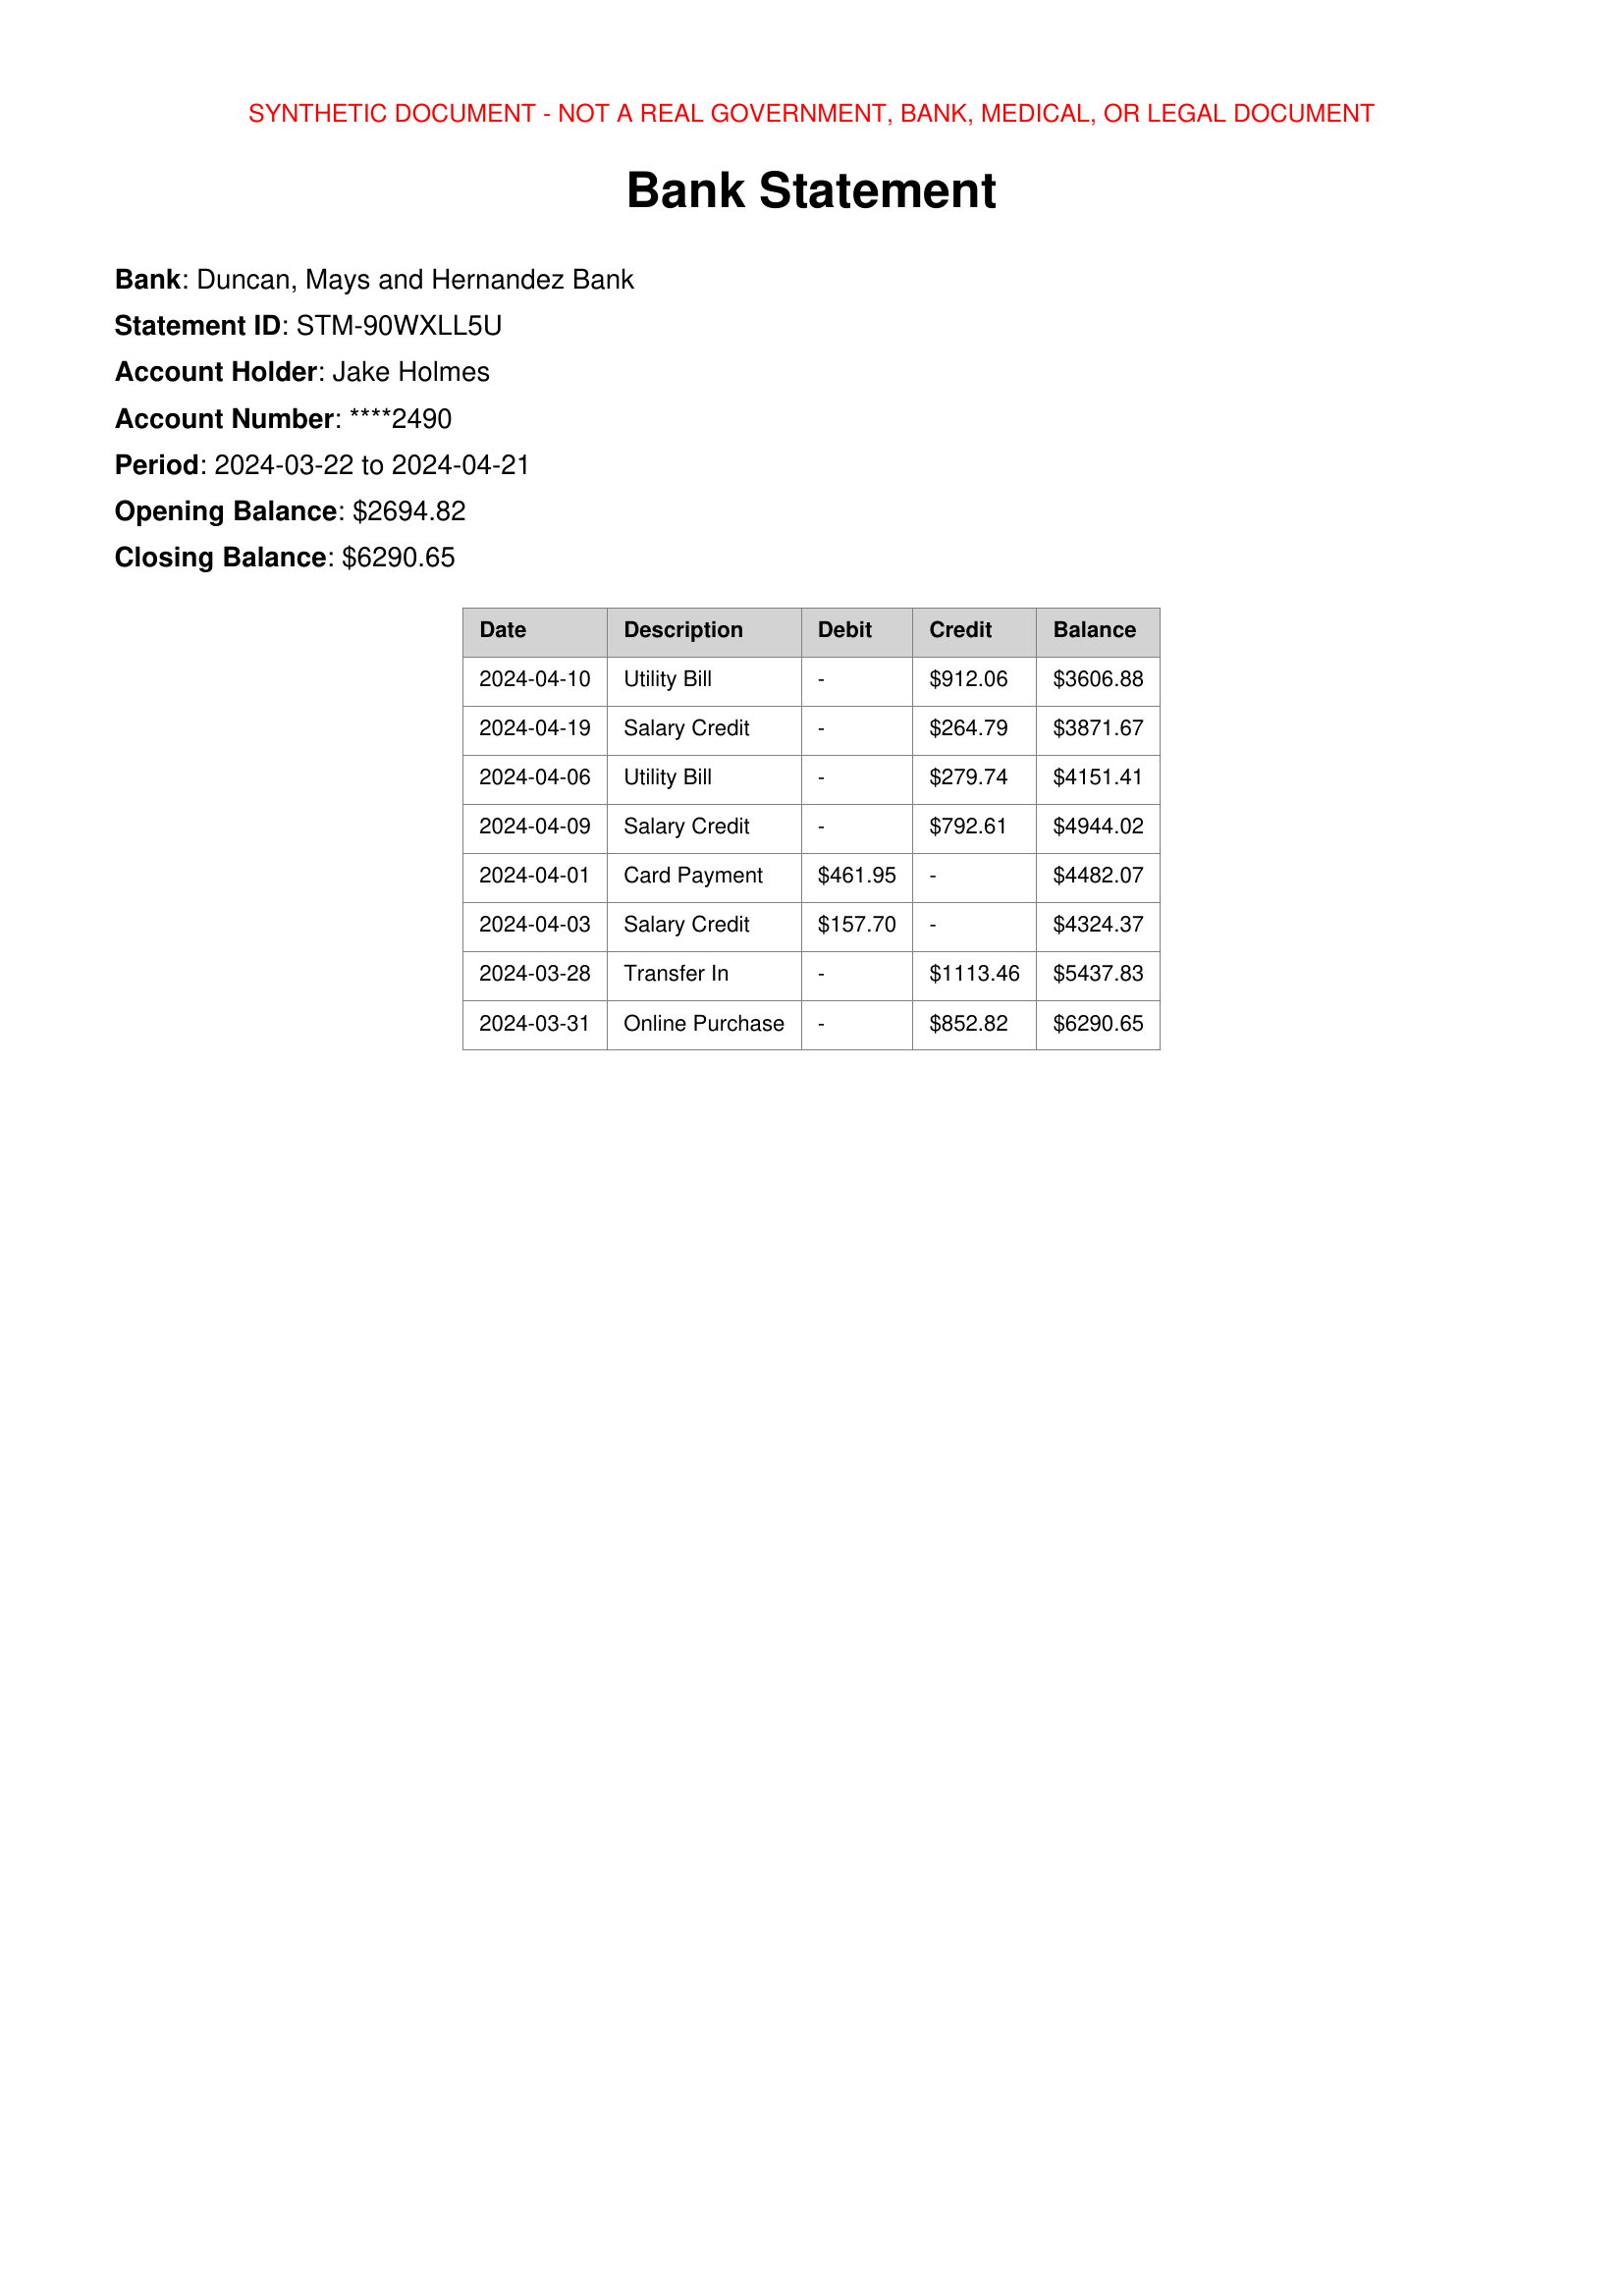 SYNTHETIC DOCUMENT - NOT A REAL GOVERNMENT, BANK, MEDICAL, OR LEGAL DOCUMENT
Bank Statement
Bank: Duncan, Mays and Hernandez Bank
Statement ID: STM-90WXLL5U
Account Holder: Jake Holmes
Account Number: ****2490
Period: 2024-03-22 to 2024-04-21
Opening Balance: $2694.82
Closing Balance: $6290.65
Date Description Debit Credit Balance
2024-04-10 Utility Bill - $912.06 $3606.88
2024-04-19 Salary Credit - $264.79 $3871.67
2024-04-06 Utility Bill - $279.74 $4151.41
2024-04-09 Salary Credit - $792.61 $4944.02
2024-04-01 Card Payment $461.95 - $4482.07
2024-04-03 Salary Credit $157.70 - $4324.37
2024-03-28 Transfer In - $1113.46 $5437.83
2024-03-31 Online Purchase - $852.82 $6290.65